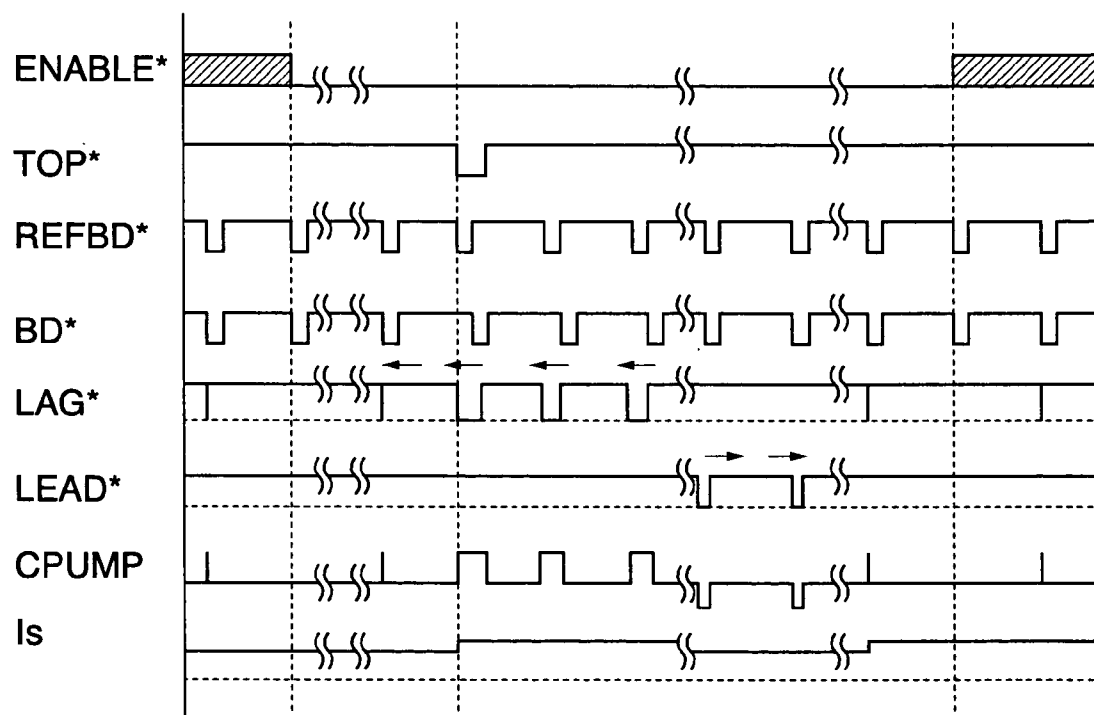 ENABLE*
TOP*
REFBD*
BD*
LAG*
LEAD*
CPUMP
Is